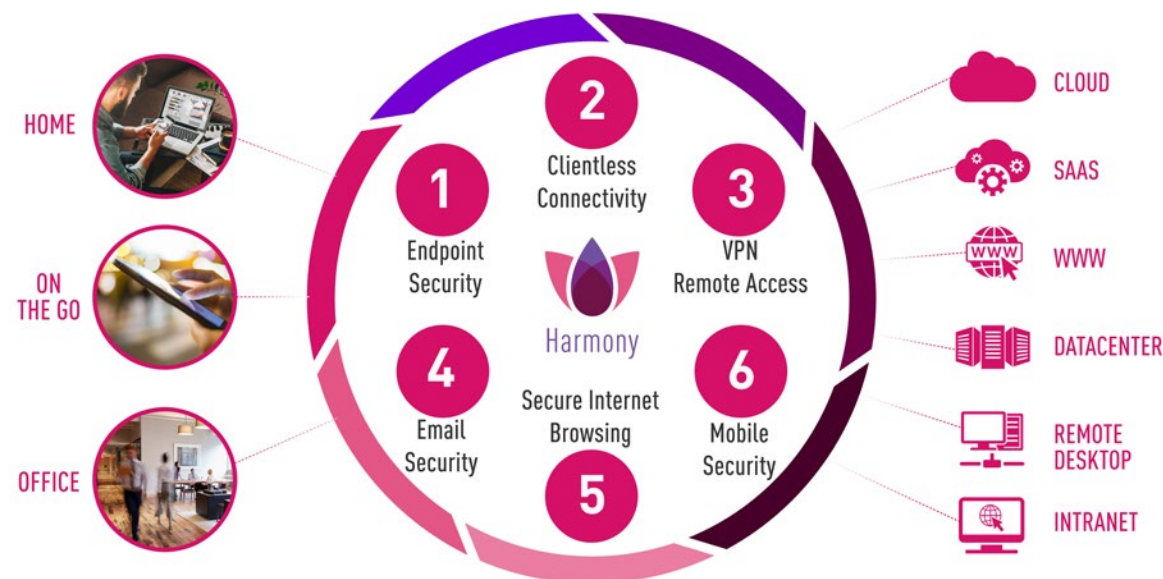 HOME
ON
THE GO
OFFICE
1
Endpoint
Security
2
Clientless
Connectivity
3
VPN
Remote Access
Harmony
4
Email
Security
Secure Internet
Browsing
5
6
Mobile
Security
CLOUD
SAAS
WWW
WWW
DATACENTER
REMOTE
DESKTOP
INTRANET